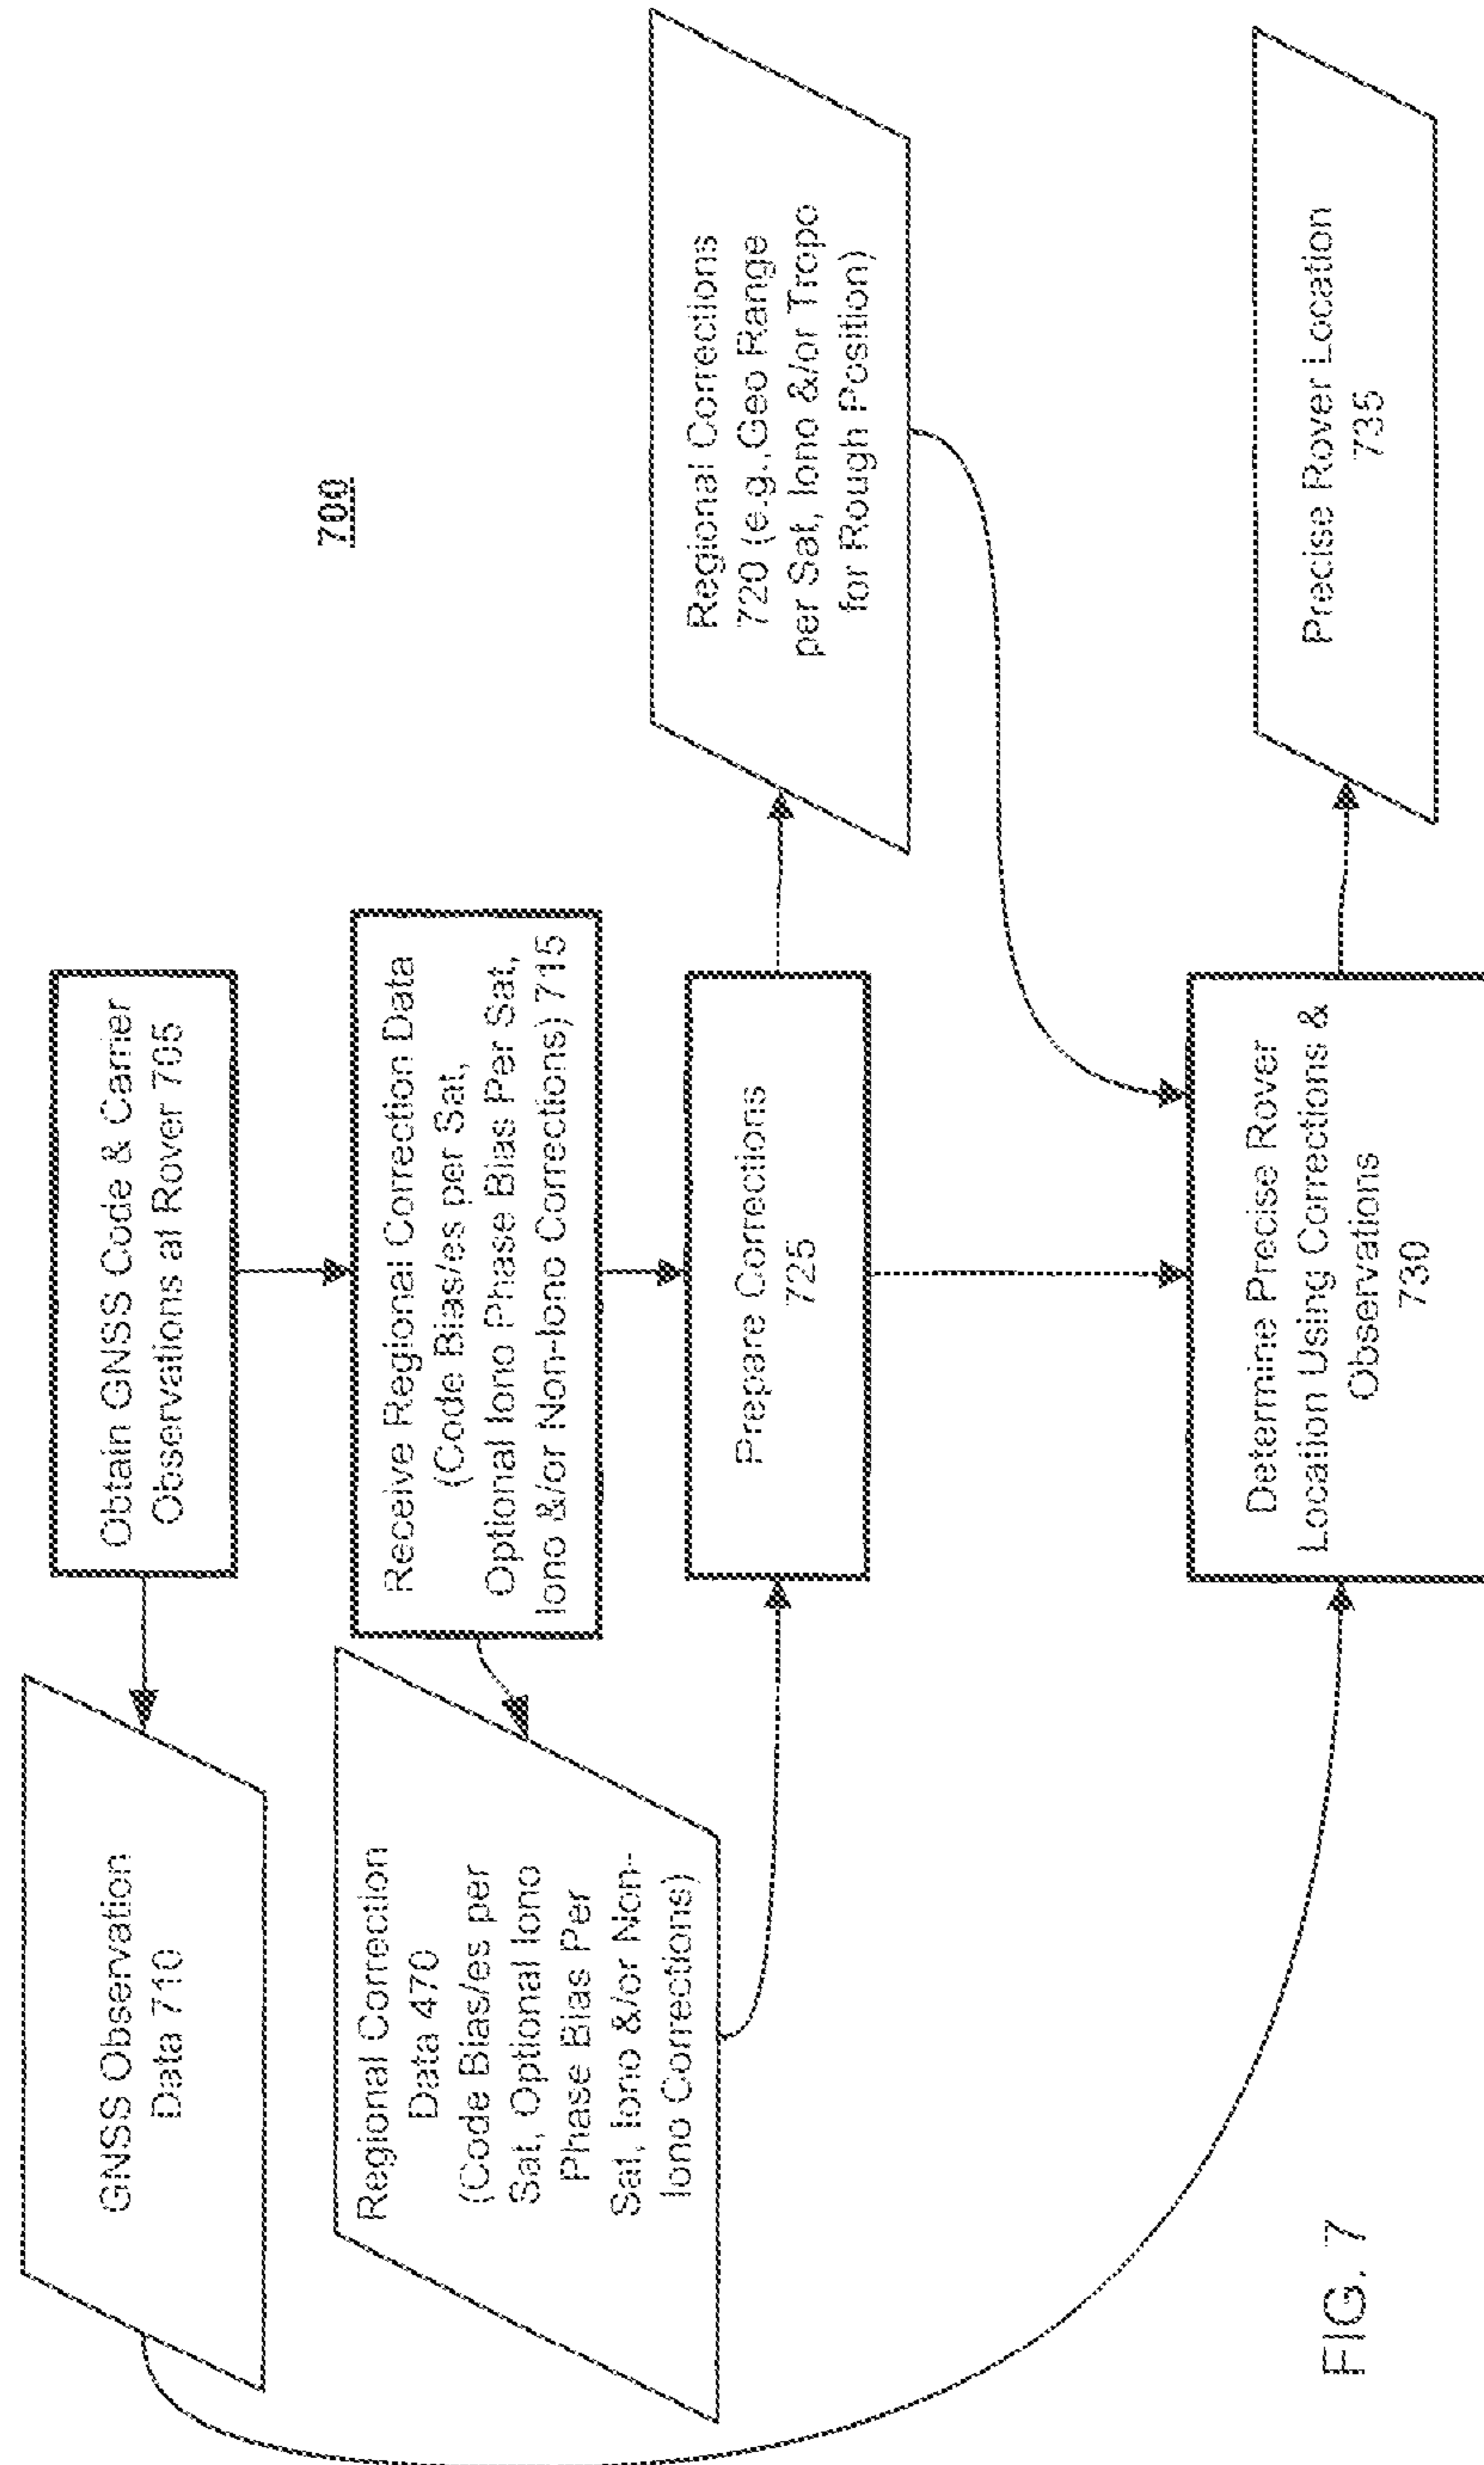 700
Obtain GNSS Code & Carrier
Observations at Rover 705
GNSS Observation
Data 710
Receive Regional Correction Data
(Code Bias/es per Sat,
Optional Iono Phase Bias Per Sat,
Iono &/or Non-Iono Corrections) 715
Regional Correction
Data 470
(Code Bias/es per
Sat, Optional Iono
Phase Bias Per
Sat, Iono &/or Non-
Iono Corrections)
Prepare Corrections
725
Regional Corrections
720 (e.g., Geo Range
per Sat, Iono &/or Tropo
for Rough Position)
Determine Precise Rover
Location Using Corrections &
Observations
730
Precise Rover Location
735
FIG. 7